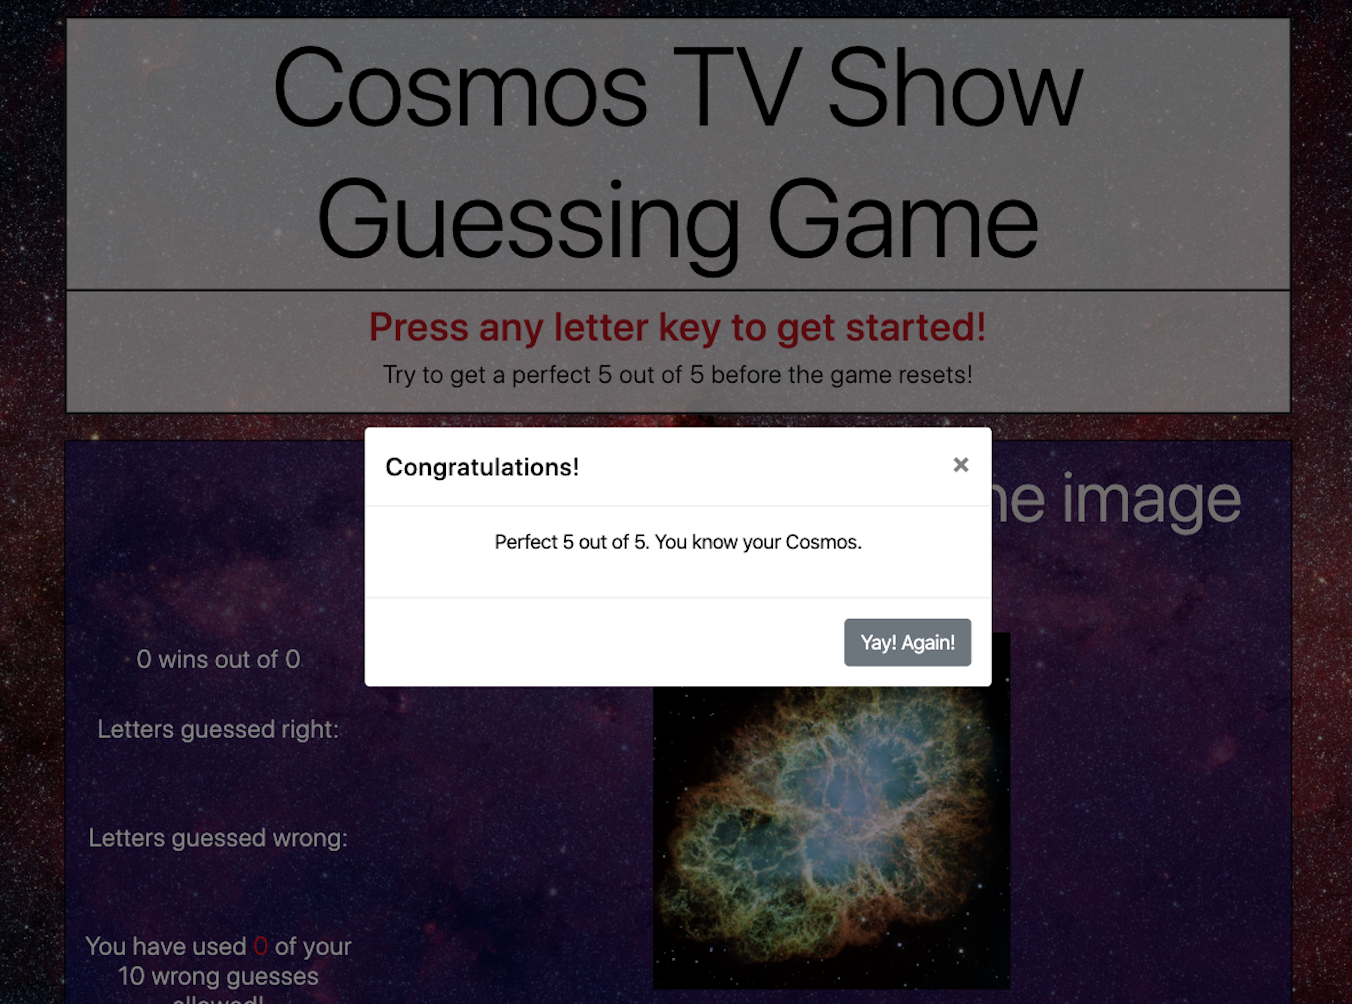 Cosmos TV Show
Guessing Game
Press any letter key to get started!
Try to get a perfect 5 out of 5 before the game resets!
Congratulations!
×
image
Perfect 5 out of 5. You know your Cosmos.
Yay! Again!
0 wins out of 0
Letters guessed right:
Letters guessed wrong:
You have used 0 of your
10 wrong guesses
allowed!